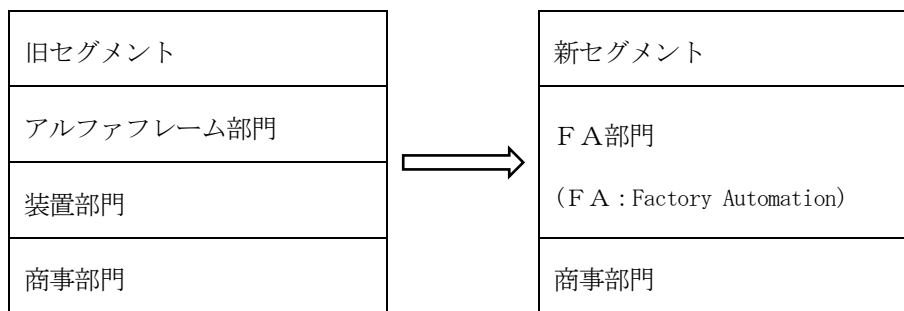 旧セグメント
アルファフレーム部門
装置部門
商事部門
新セグメント
ＦＡ部門
(ＦＡ：Factory Automation)
商事部門